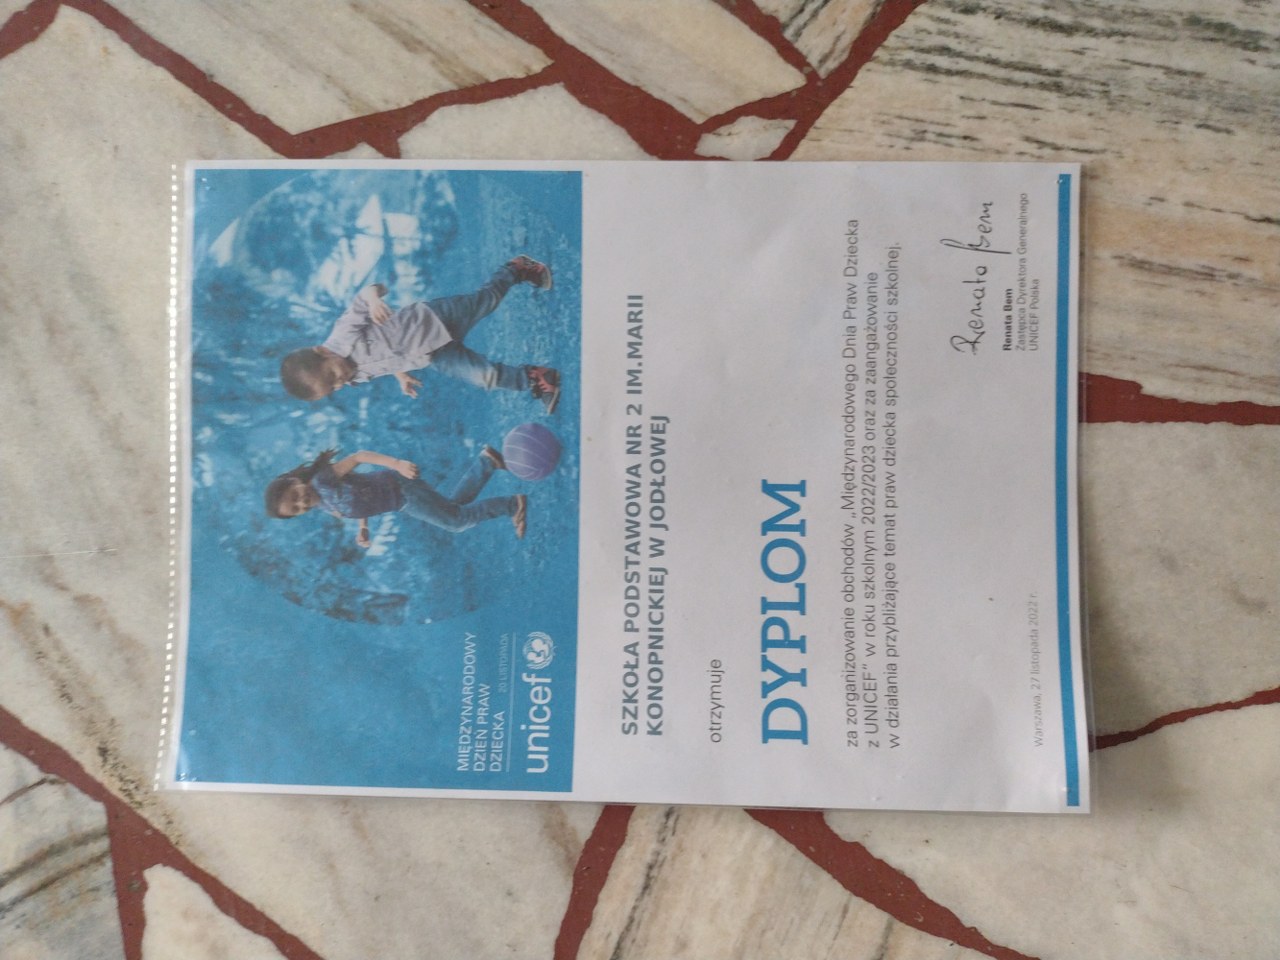 MIĘDZYNARODOWY
DZIEŃ PRAW
DZIECKA
20 LISTOPADA
unicef
SZKOŁA PODSTAWOWA NR 2 IM.MARII
KONOPNICKIEJ W JODŁOWEJ
otrzymuje
DYPLOM
za zorganizowanie obchodów „Międzynarodowego Dnia Praw Dziecka
z UNICEF” w roku szkolnym 2022/2023 oraz za zaangażowanie
w działania przybliżające temat praw dziecka społeczności szkolnej.
Renata Bem
Renata Bem
Zastępca Dyrektora Generalnego
UNICEF Polska
Warszawa, 27 listopada 2022 r.